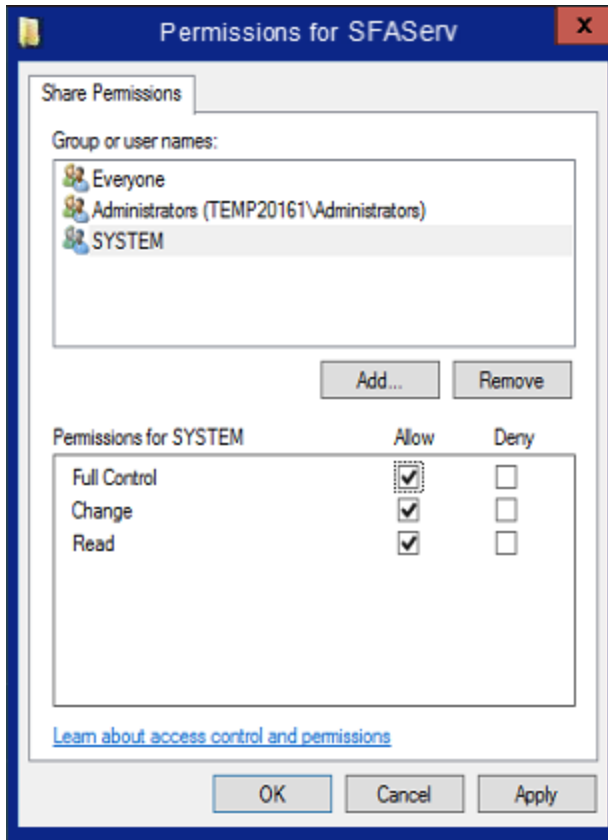 Permissions for SFAServ
x
Share Permissions
Group or user names:
Everyone
Administrators (TEMP20161\Administrators)
SYSTEM
Add... Remove
Permissions for SYSTEM Allow Deny
Full Control
Change
Read
Learn about access control and permissions
OK Cancel Apply